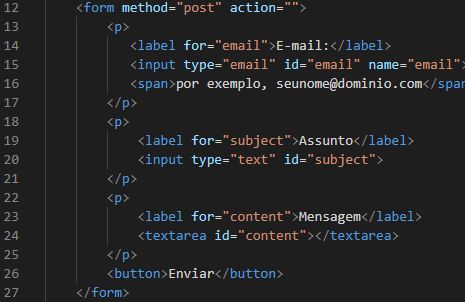 12 <form method="post" action="">
13 <p>
14 <label for="email">E-mail:</label>
15 <input type="email" id="email" name="email">
16 <span>por exemplo, seunome@dominio.com</span
17 </p>
18 <p>
19 <label for="subject">Assunto</label>
20 <input type="text" id="subject">
21 </p>
22 <p>
23 <label for="content">Mensagem</label>
24 <textarea id="content"></textarea>
25 </p>
26 <button>Enviar</button>
27 </form>